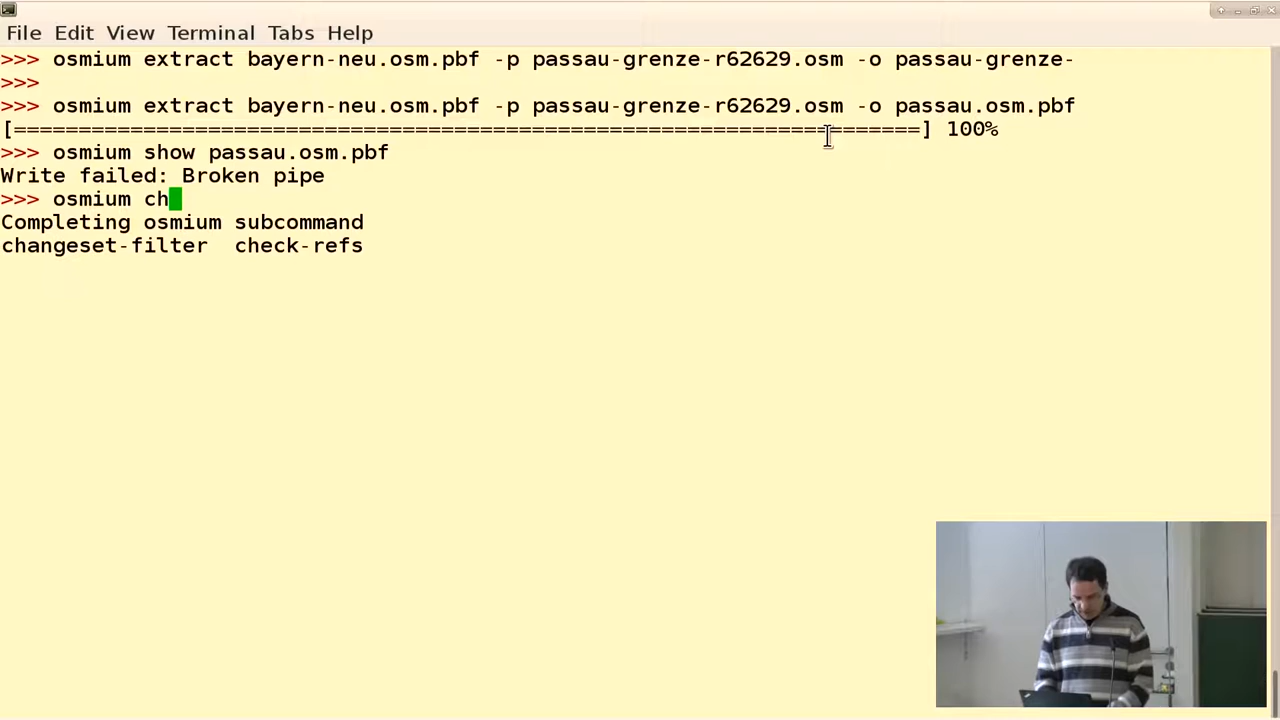 File Edit View Terminal Tabs Help
>>> osmium extract bayern-neu.osm.pbf -p passau-grenze-r62629.osm -o passau-grenze-
>>>
>>> osmium extract bayern-neu.osm.pbf -p passau-grenze-r62629.osm -o passau.osm.pbf
[======================================================================] 100%
>>> osmium show passau.osm.pbf
Write failed: Broken pipe
>>> osmium ch
Completing osmium subcommand
changeset-filter  check-refs